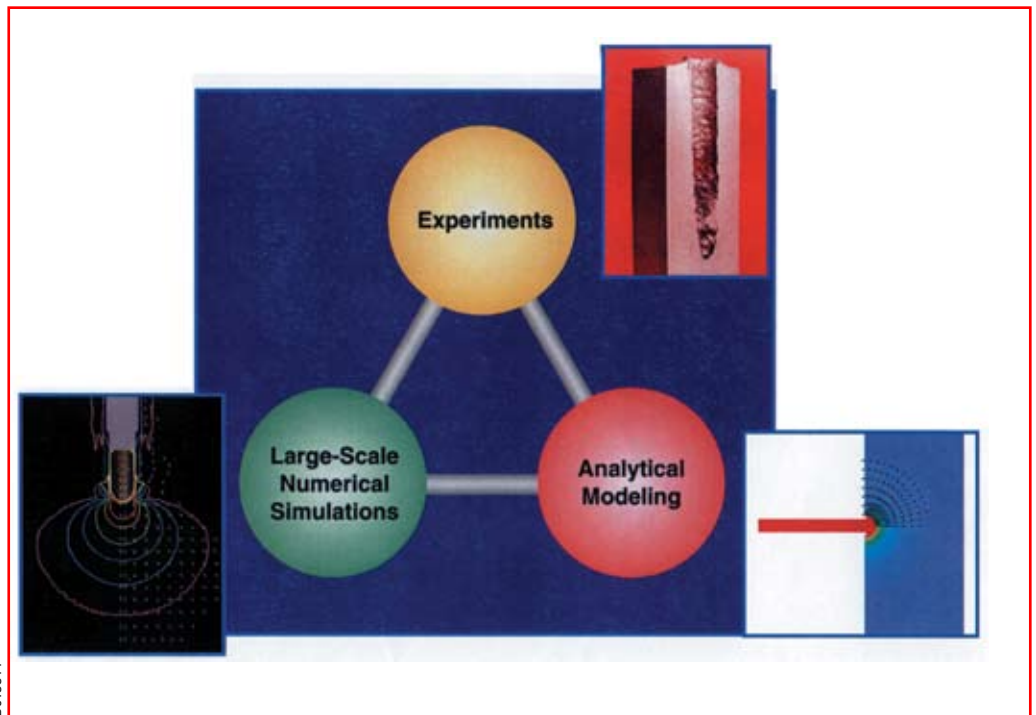 Experiments
Large-Scale
Numerical
Simulations
Analytical
Modeling